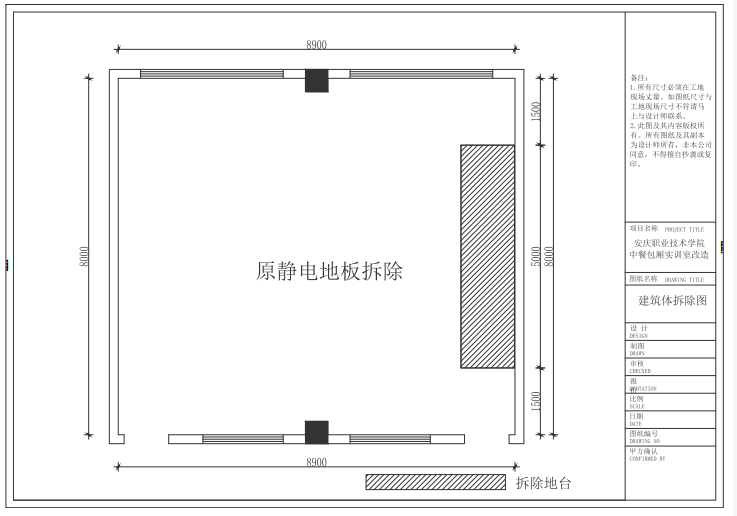 8900
8000
1500
5000
8000
1500
原静电地板拆除
8900
拆除地台
备注:
1.所有尺寸必须在工地
现场丈量。如图纸尺寸与
工地现场尺寸不符请马
上与设计师联系。
2.此图及其内容版权所
有。所有图纸及其副本
为设计师所有，非本公司
同意，不得擅自抄袭或复
印。
项目名称 PROJECT TITLE
安庆职业技术学院
中餐包厢实训室改造
图纸名称 DRAWING TITLE
建筑体拆除图
设 计
DESIGN
制图
DRAWN
审核
CHECKED
报
比例
SCALE
日期
DATE
图纸编号
DRAWING NO
甲方确认
CONFIRMED BY